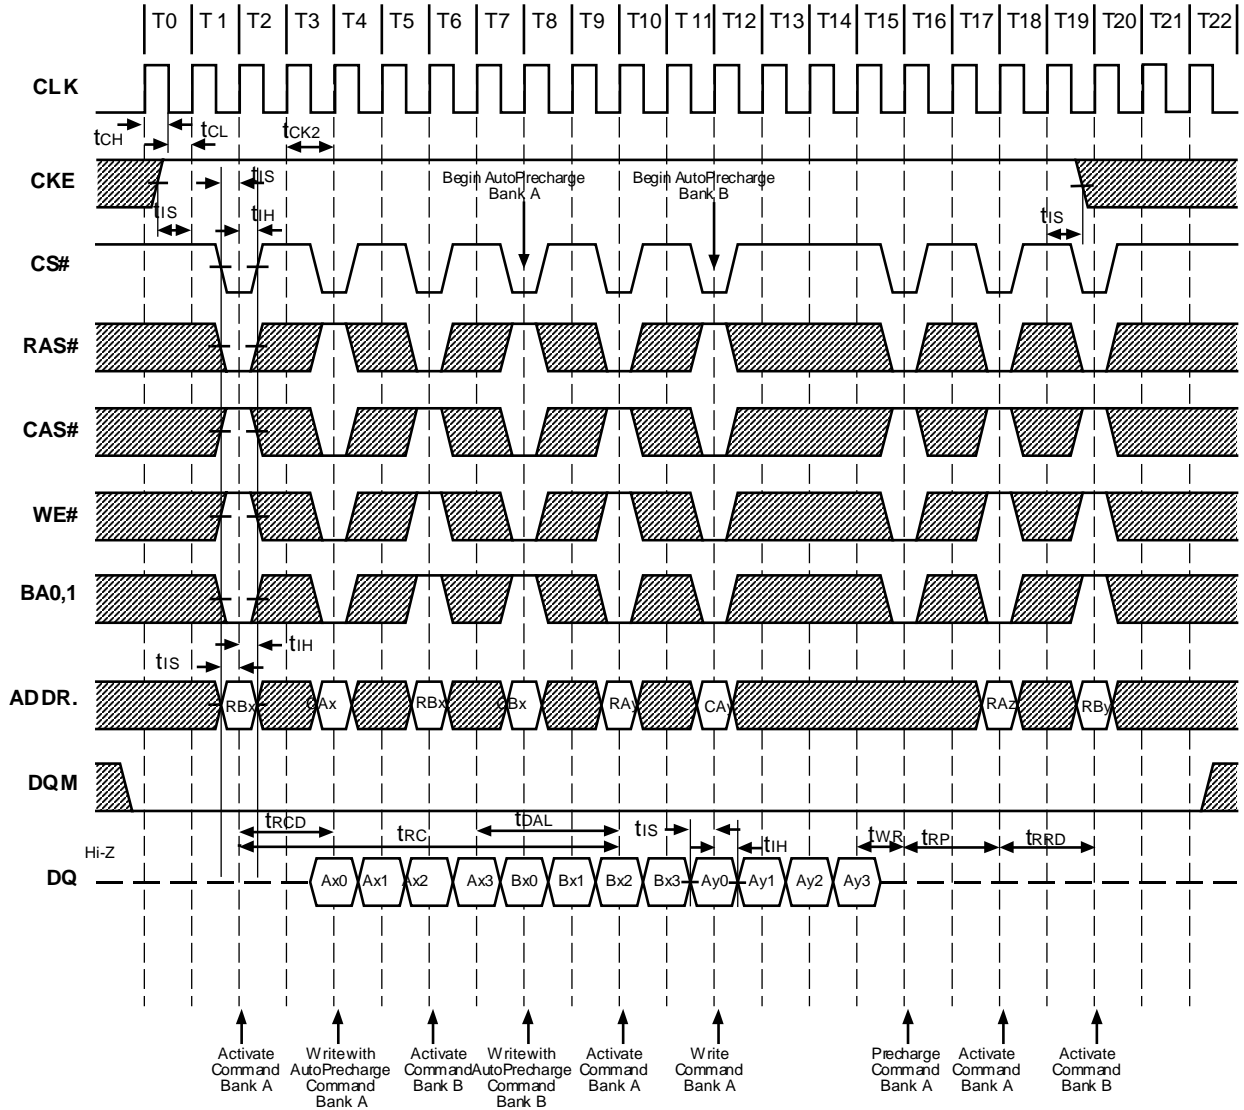 T0 T1 T2 T3 T4 T5 T6 T7 T8 T9 T10 T11 T12 T13 T14 T15 T16 T17 T18 T19 T20 T21 T22
CLK
tCH tCL tCK2
CKE
tIS
Begin AutoPrecharge
Bank A
Begin AutoPrecharge
Bank B
tIS tIH tIS
CS#
RAS#
CAS#
WE#
BA0,1
tIS tIH
ADDR.
RBx CAx RBx CBx RAy CAy RAz RBy
DQM
tRCD tRC tDAL tIS tIH tWR tRP tRRD
Hi-Z
DQ
Ax0 Ax1 Ax2 Ax3 Bx0 Bx1 Bx2 Bx3 Ay0 Ay1 Ay2 Ay3
Activate
Command
Bank A
Write with
AutoPrecharge
Command
Bank A
Activate
Command
Bank B
Write with
AutoPrecharge
Command
Bank B
Activate
Command
Bank A
Write
Command
Bank A
Precharge
Command
Bank A
Activate
Command
Bank A
Activate
Command
Bank B